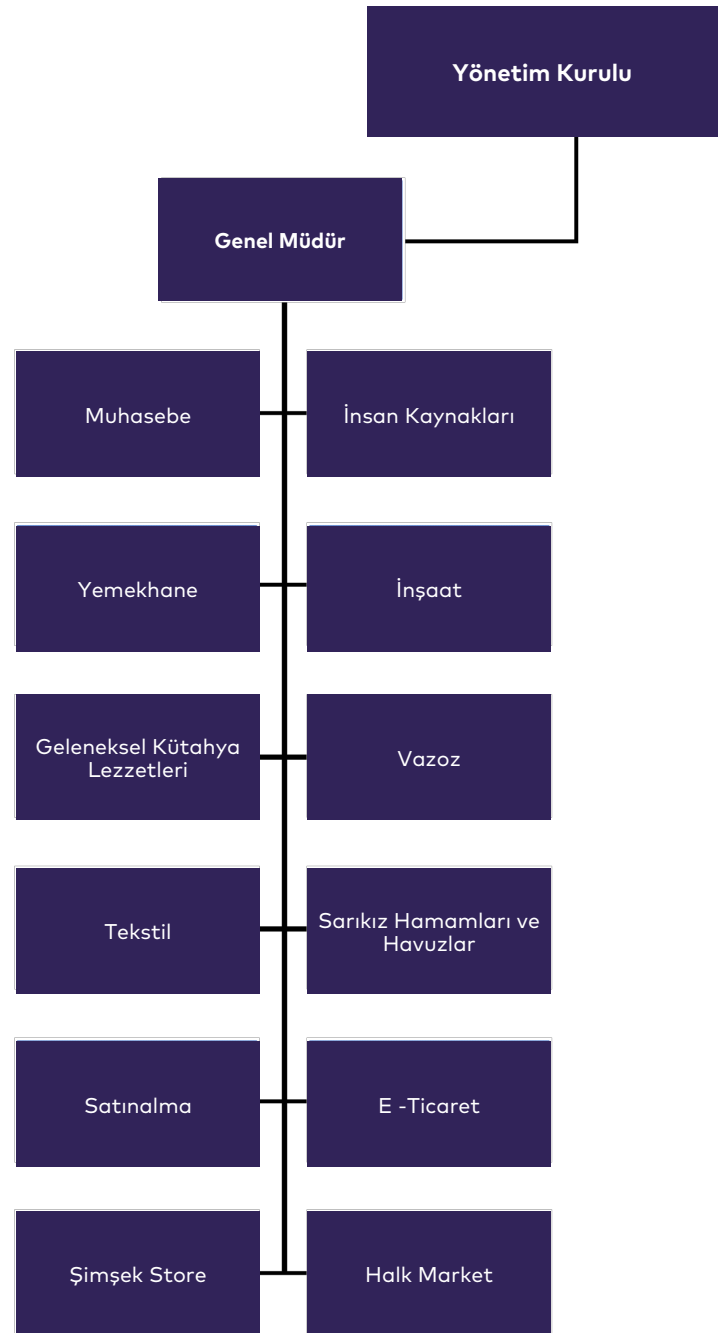 Yönetim Kurulu
Genel Müdür
Muhasebe
İnsan Kaynakları
Yemekhane
İnşaat
Geleneksel Kütahya
Lezzetleri
Vazoz
Tekstil
Sarıkız Hamamları ve
Havuzlar
Satınalma
E -Ticaret
Şimşek Store
Halk Market